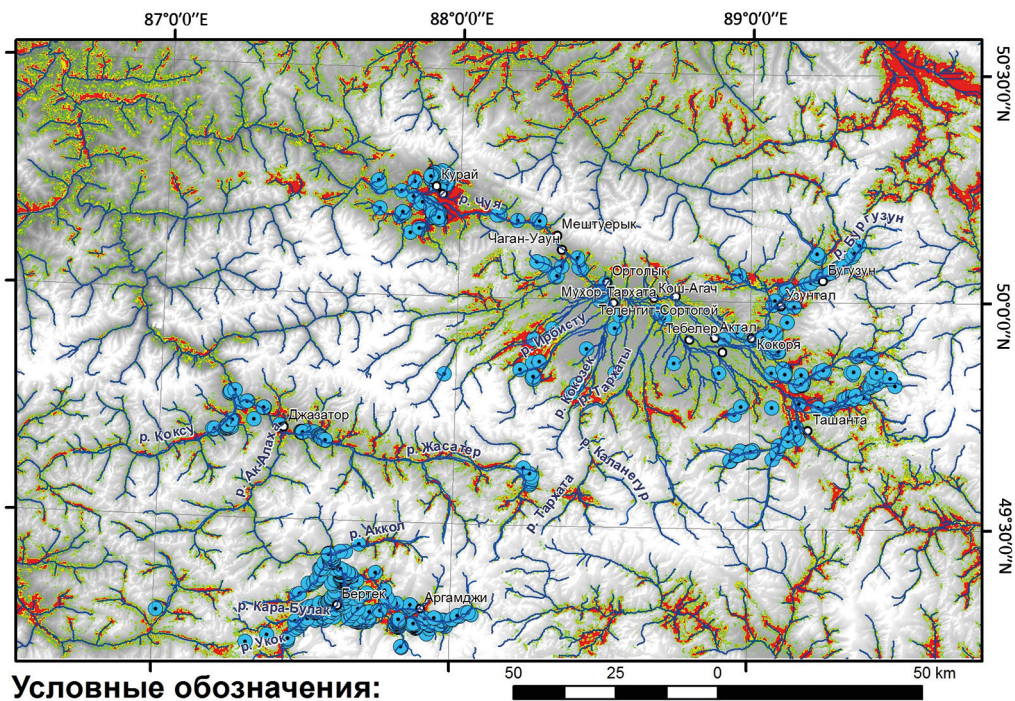 87°0'0"E 88°0'0"E 89°0'0"E
50°30'0"N
Курай
р. Чуя
Мештуерык
Чаган-Узун
р. Бургузун
Бугузун
Ортолык
Мухор-Тархата
Кош-Агач
Узунтал
50°0'0"N
Теленгит-Сортогой
Тебелер
Актал
Кокоря
р. Ирбисту
р. Кокозек
р. Тархаты
Джазатор
Ташанта
р. Коксу
р. Ак-Алаха
р. Жасатер
р. Каланегур
р. Тархата
49°30'0"N
р. Аккол
Бертек
Аргамджи
р. Кара-Булак
р. Укок
Условные обозначения:
50 25 0 50 km